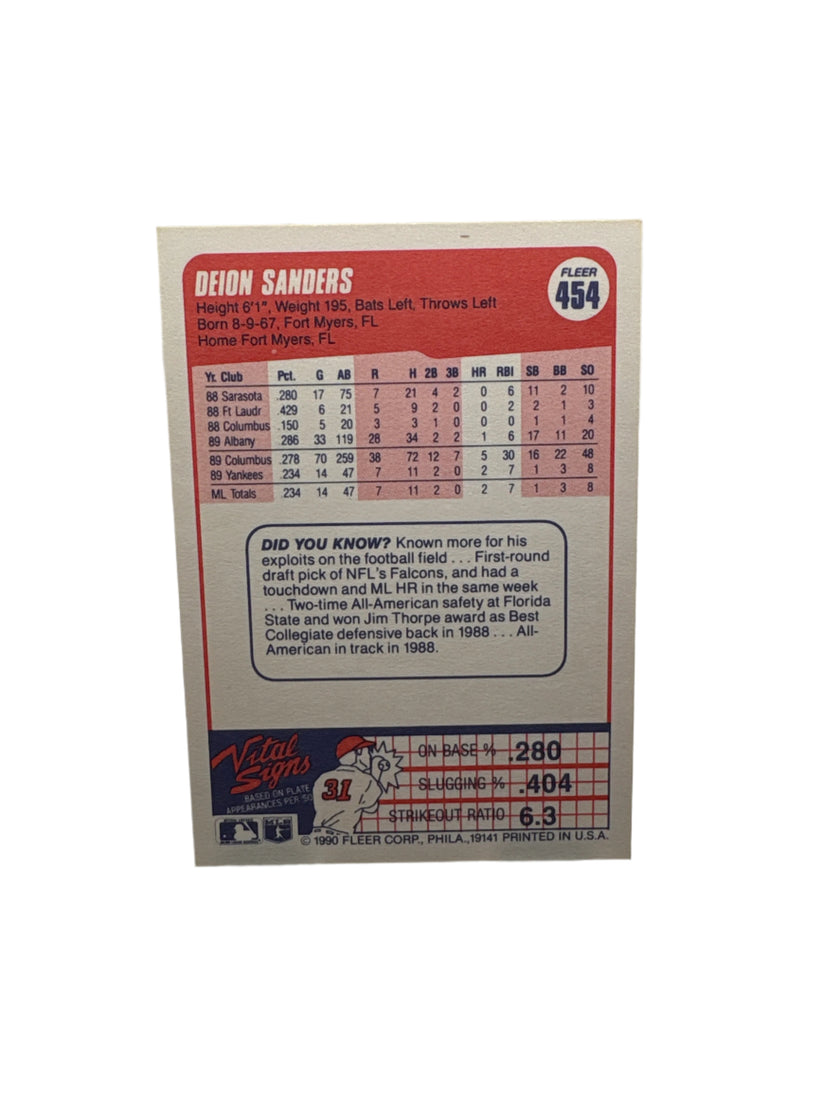 DEION SANDERS
FLEER
454
Height 6'1", Weight 195, Bats Left, Throws Left
Born 8-9-67, Fort Myers, FL
Home Fort Myers, FL
Yr. Club Pct. G AB R H 2B 3B HR RBI SB BB SO
88 Sarasota .280 17 75 7 21 4 2 0 6 11 2 10
88 Ft Laudr .429 6 21 5 9 2 0 0 2 2 1 3
88 Columbus .150 5 20 3 3 1 0 0 0 1 1 4
89 Albany .286 33 119 28 34 2 2 1 6 17 11 20
89 Columbus .278 70 259 38 72 12 7 5 30 16 22 48
89 Yankees .234 14 47 7 11 2 0 2 7 1 3 8
ML Totals .234 14 47 7 11 2 0 2 7 1 3 8
DID YOU KNOW? Known more for his
exploits on the football field . . . First-round
draft pick of NFL's Falcons, and had a
touchdown and ML HR in the same week
. . . Two-time All-American safety at Florida
State and won Jim Thorpe award as Best
Collegiate defensive back in 1988 . . . All-
American in track in 1988.
Vital
Signs
BASED ON PLATE
APPEARANCES PER '50
31
ON BASE % .280
SLUGGING % .404
STRIKEOUT RATIO 6.3
© 1990 FLEER CORP., PHILA.,19141 PRINTED IN U.S.A.